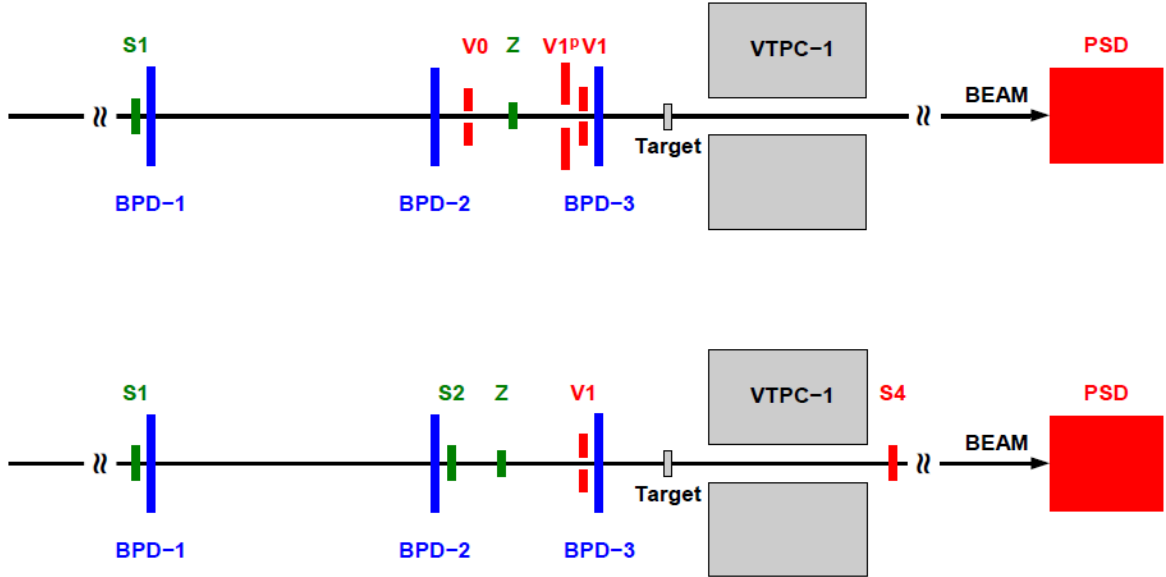 S1 V0 Z V1ᵖ V1 VTPC−1 PSD
BEAM
Target
BPD−1 BPD−2 BPD−3
S1 S2 Z V1 VTPC−1 S4 PSD
BEAM
Target
BPD−1 BPD−2 BPD−3